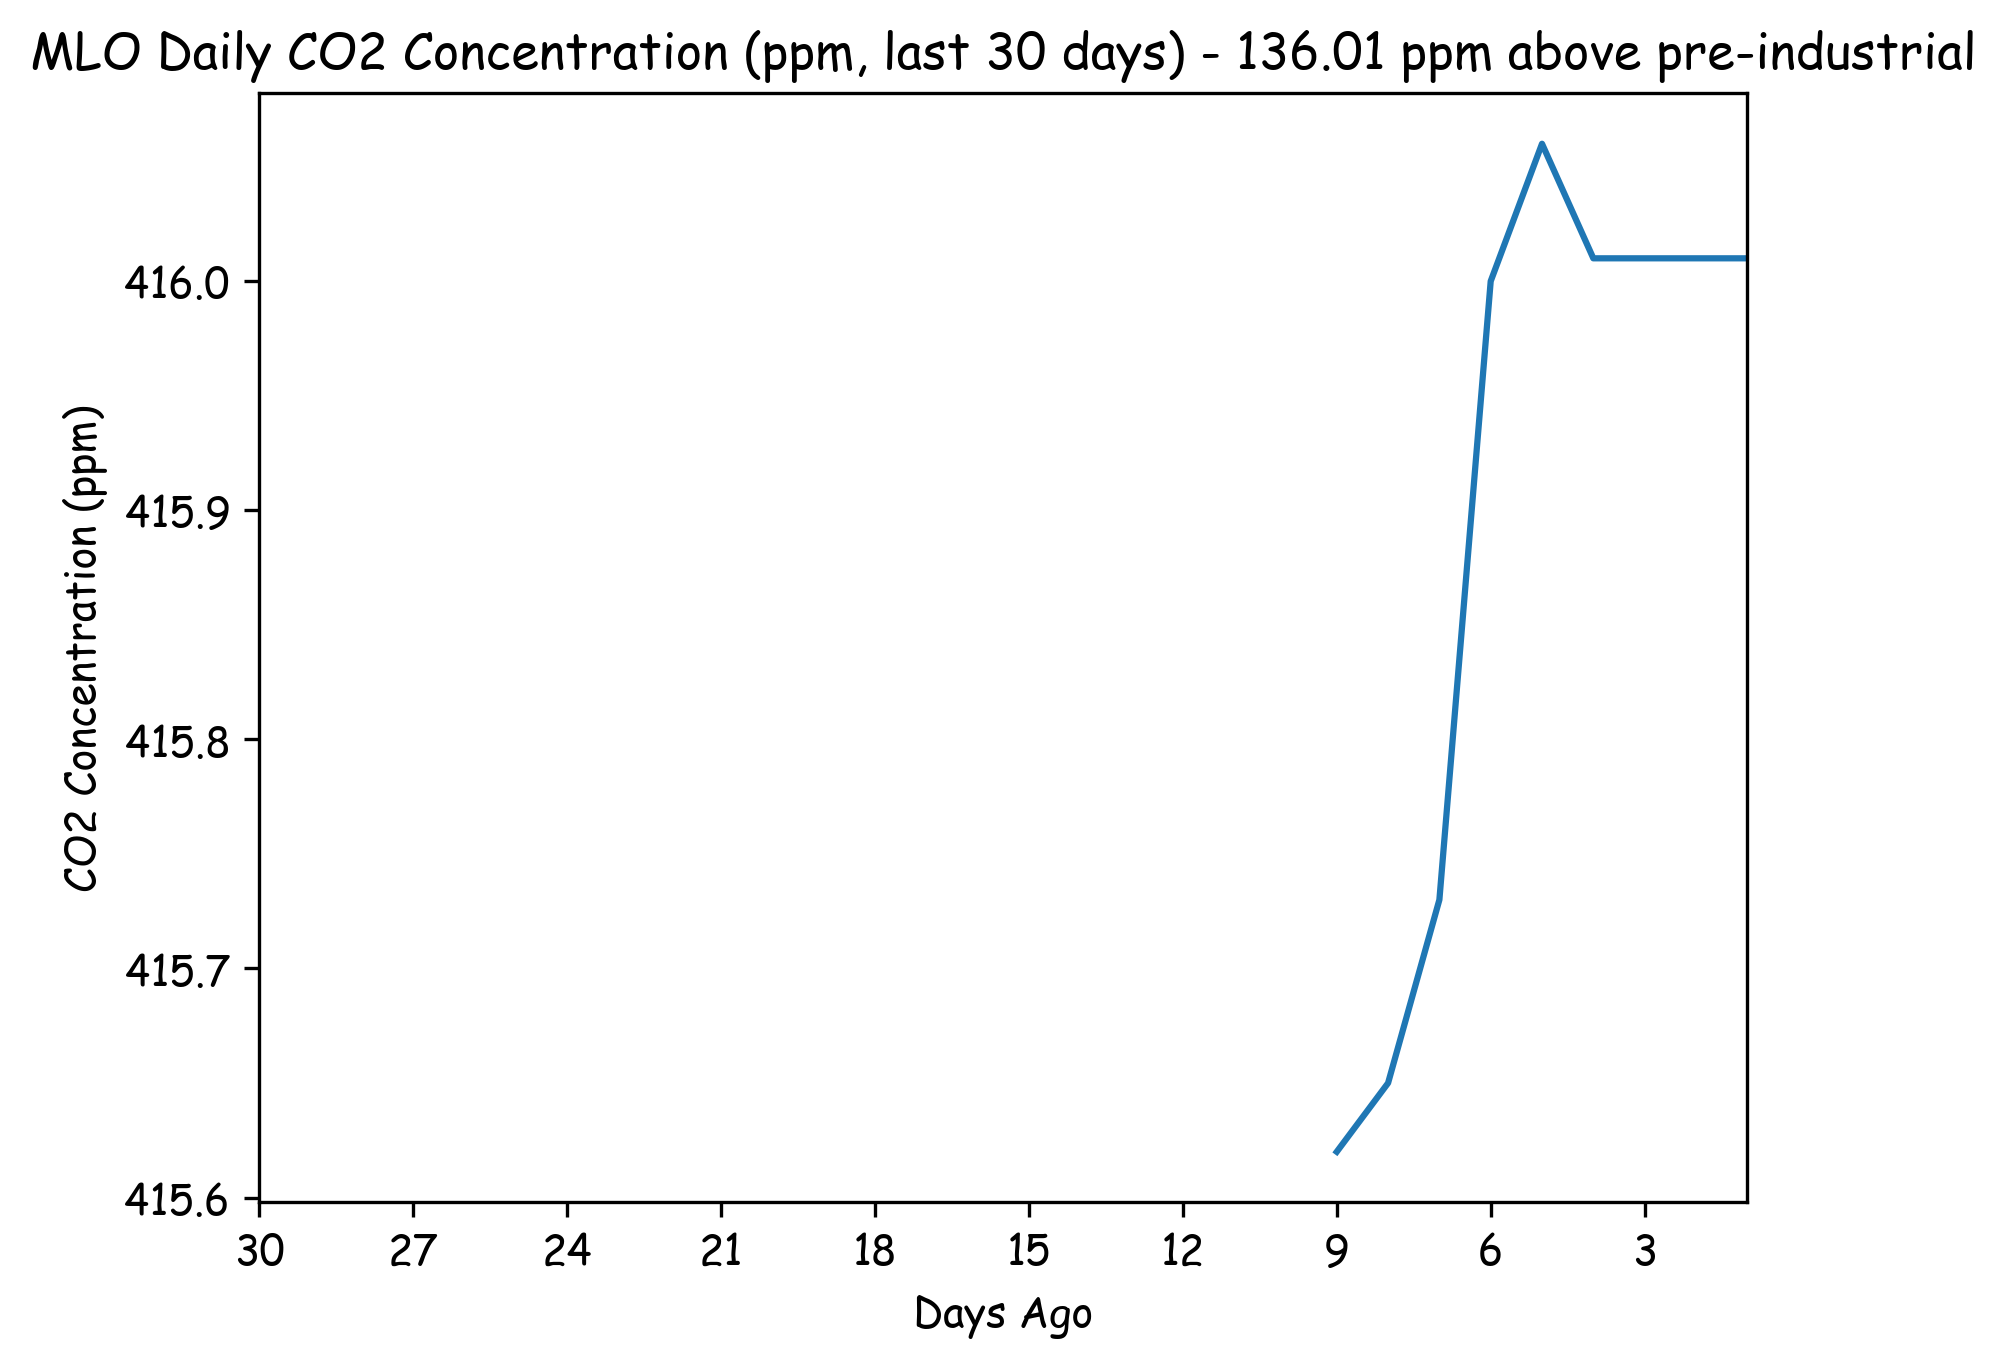 MLO Daily CO2 Concentration (ppm, last 30 days) - 136.01 ppm above pre-industrial
CO2 Concentration (ppm)
416.0
415.9
415.8
415.7
415.6
30 27 24 21 18 15 12 9 6 3
Days Ago